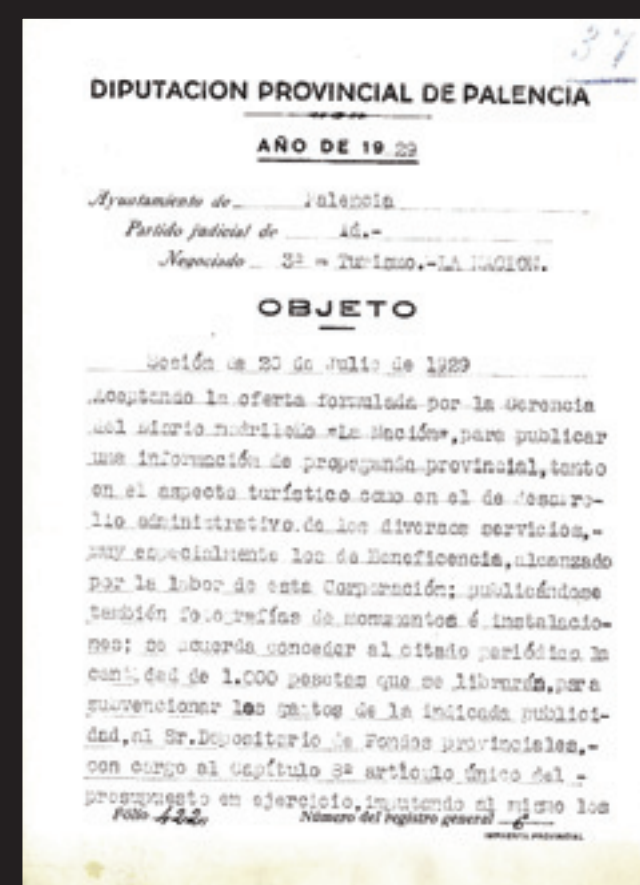 37
DIPUTACION PROVINCIAL DE PALENCIA
AÑO DE 1929
Ayuntamiento de Palencia
Partido judicial de id.-
Negociado 3º = Turismo.-LA NACION.
OBJETO
Sesión de 20 de Julio de 1929
Aceptando la oferta formulada por la Gerencia
del Diario madrileño "La Nación", para publicar
una información de propaganda provincial, tanto
en el aspecto turístico como en el de desarro-
llo administrativo de los diversos servicios,-
muy especialmente los de Beneficencia, alcanzado
por la labor de esta Corporación; publicándose
también fotografías de monumentos é instalacio-
nes; se acuerda conceder al citado periódico la
cantidad de 1.000 pesetas que se librarán, para
subvencionar los gastos de la indicada publici-
dad, al Sr. Depositario de Fondos provinciales,-
con cargo al Capítulo 3º artículo único del -
presupuesto en ejercicio, imputando al mismo los
Folio 422 Número del registro general 6
IMPRENTA PROVINCIAL